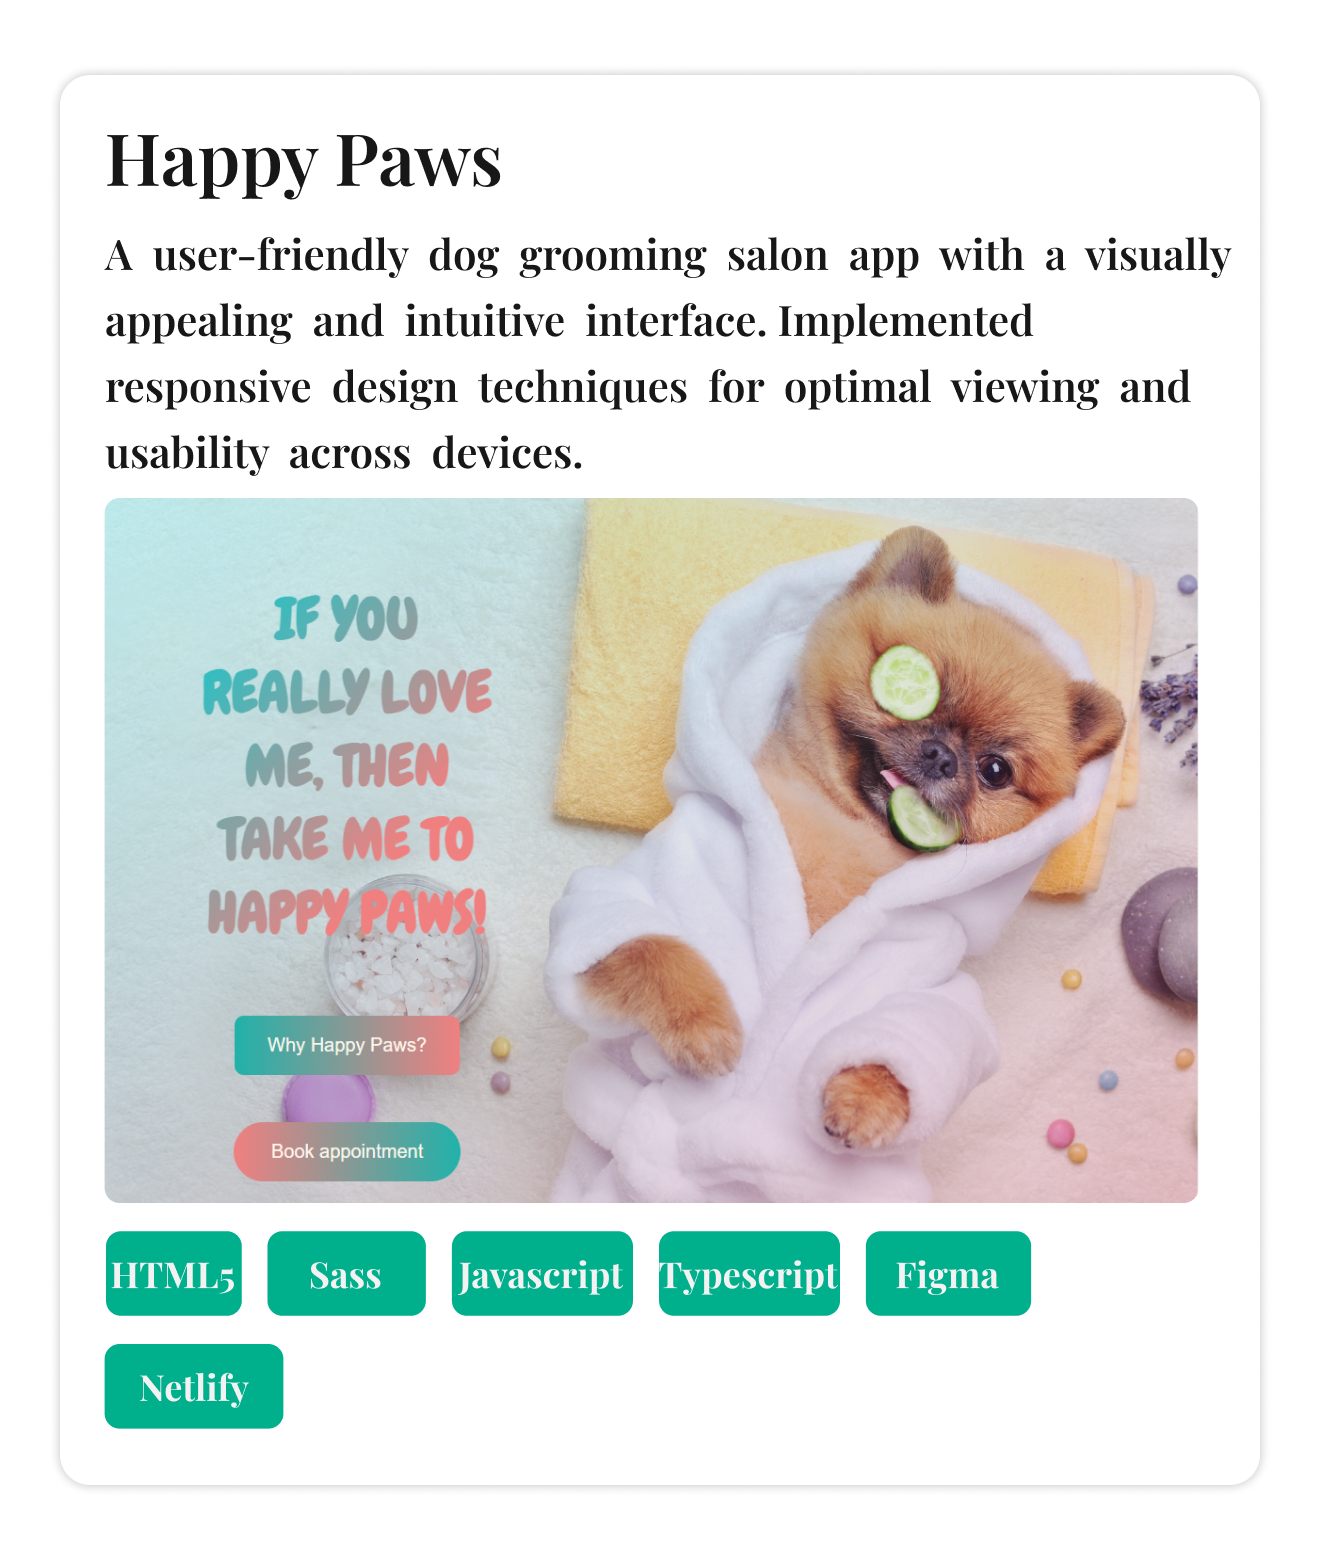 Happy Paws
A user-friendly dog grooming salon app with a visually
appealing and intuitive interface. Implemented
responsive design techniques for optimal viewing and
usability across devices.
IF YOU
REALLY LOVE
ME, THEN
TAKE ME TO
HAPPY PAWS!
Why Happy Paws?
Book appointment
HTML5 Sass Javascript Typescript Figma
Netlify